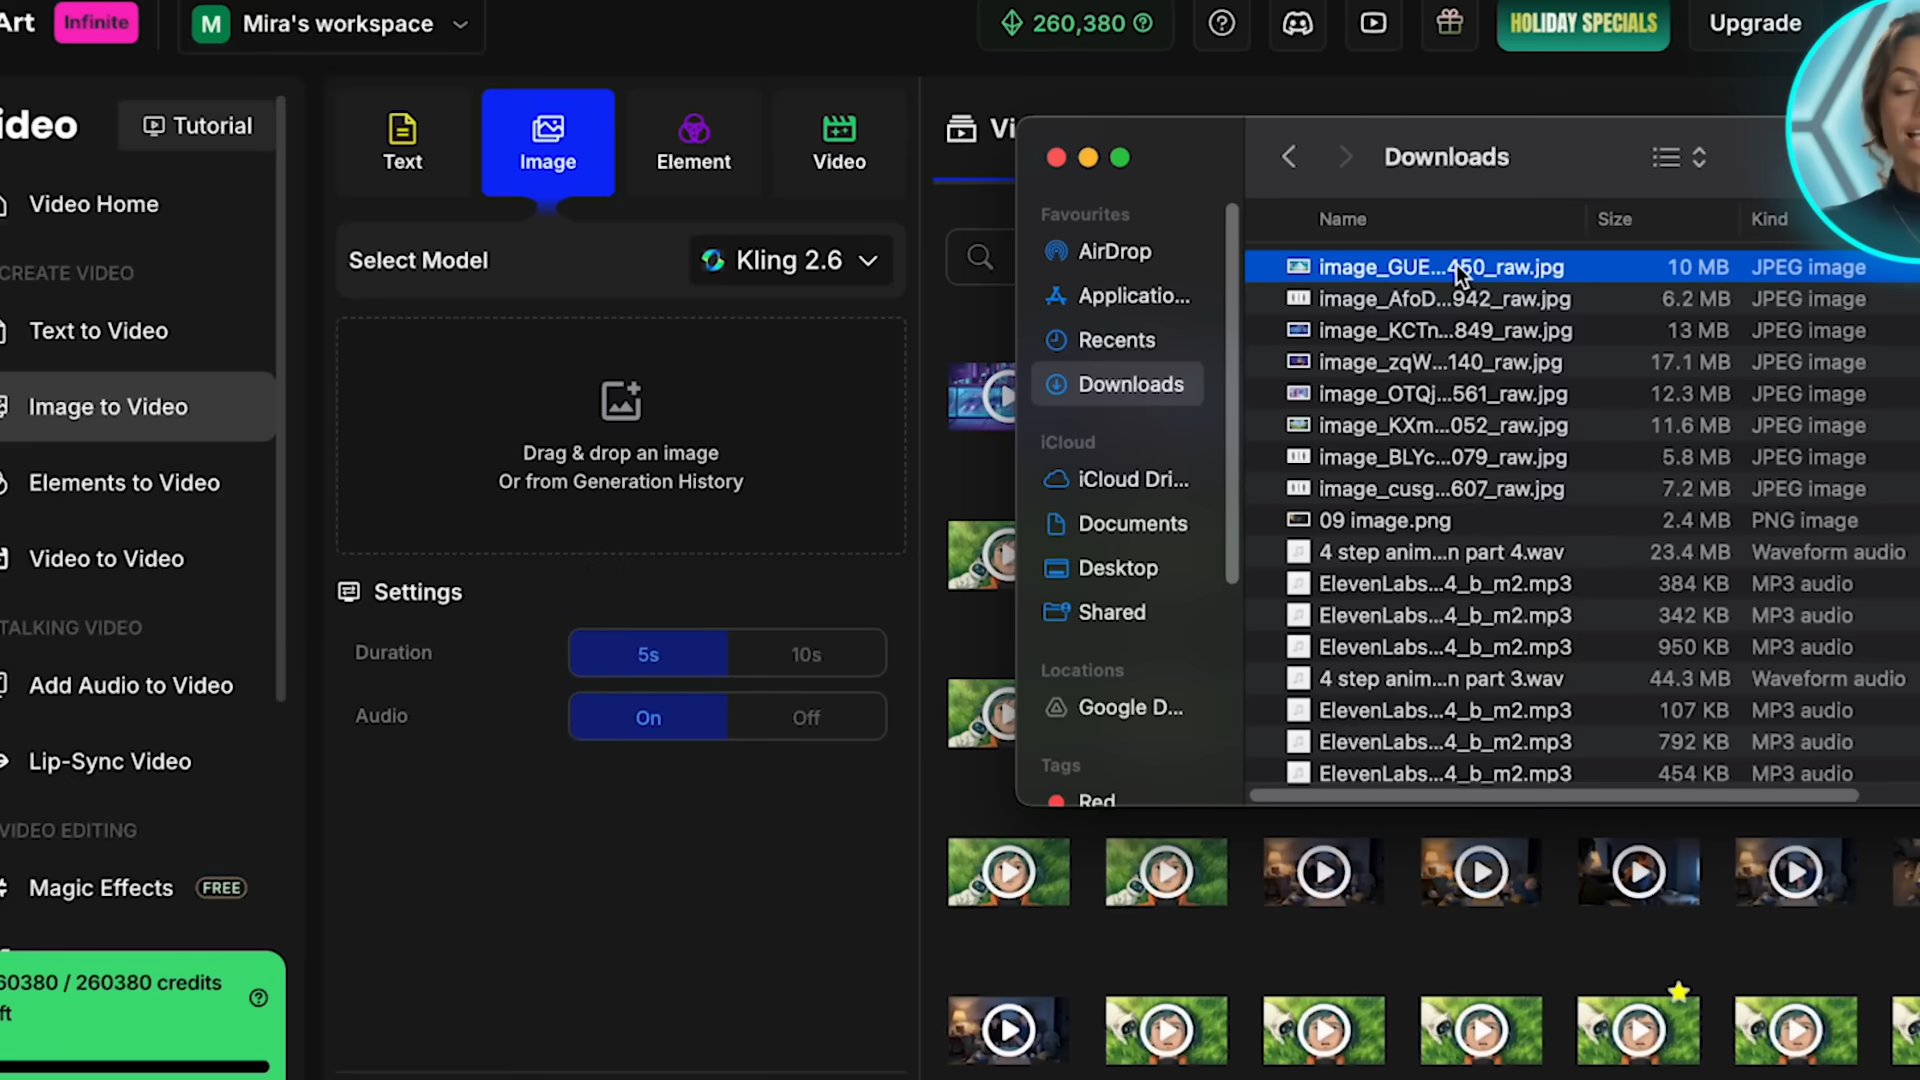 Art
Infinite
M
Mira's workspace
260,380
HOLIDAY SPECIALS
Upgrade
ideo
Tutorial
Video Home
CREATE VIDEO
Text to Video
Image to Video
Elements to Video
Video to Video
TALKING VIDEO
Add Audio to Video
Lip-Sync Video
VIDEO EDITING
Magic Effects
FREE
60380 / 260380 credits
ft
Text
Image
Element
Video
Select Model
Kling 2.6
Drag & drop an image
Or from Generation History
Settings
Duration
5s
10s
Audio
On
Off
Vi
Downloads
Favourites
AirDrop
Applicatio...
Recents
Downloads
iCloud
iCloud Dri...
Documents
Desktop
Shared
Locations
Google D...
Tags
Red
Name Size Kind
image_GUE...450_raw.jpg 10 MB JPEG image
image_AfoD...942_raw.jpg 6.2 MB JPEG image
image_KCTn...849_raw.jpg 13 MB JPEG image
image_zqW...140_raw.jpg 17.1 MB JPEG image
image_OTQj...561_raw.jpg 12.3 MB JPEG image
image_KXm...052_raw.jpg 11.6 MB JPEG image
image_BLYc...079_raw.jpg 5.8 MB JPEG image
image_cusg...607_raw.jpg 7.2 MB JPEG image
09 image.png 2.4 MB PNG image
4 step anim...n part 4.wav 23.4 MB Waveform audio
ElevenLabs...4_b_m2.mp3 384 KB MP3 audio
ElevenLabs...4_b_m2.mp3 342 KB MP3 audio
ElevenLabs...4_b_m2.mp3 950 KB MP3 audio
4 step anim...n part 3.wav 44.3 MB Waveform audio
ElevenLabs...4_b_m2.mp3 107 KB MP3 audio
ElevenLabs...4_b_m2.mp3 792 KB MP3 audio
ElevenLabs...4_b_m2.mp3 454 KB MP3 audio